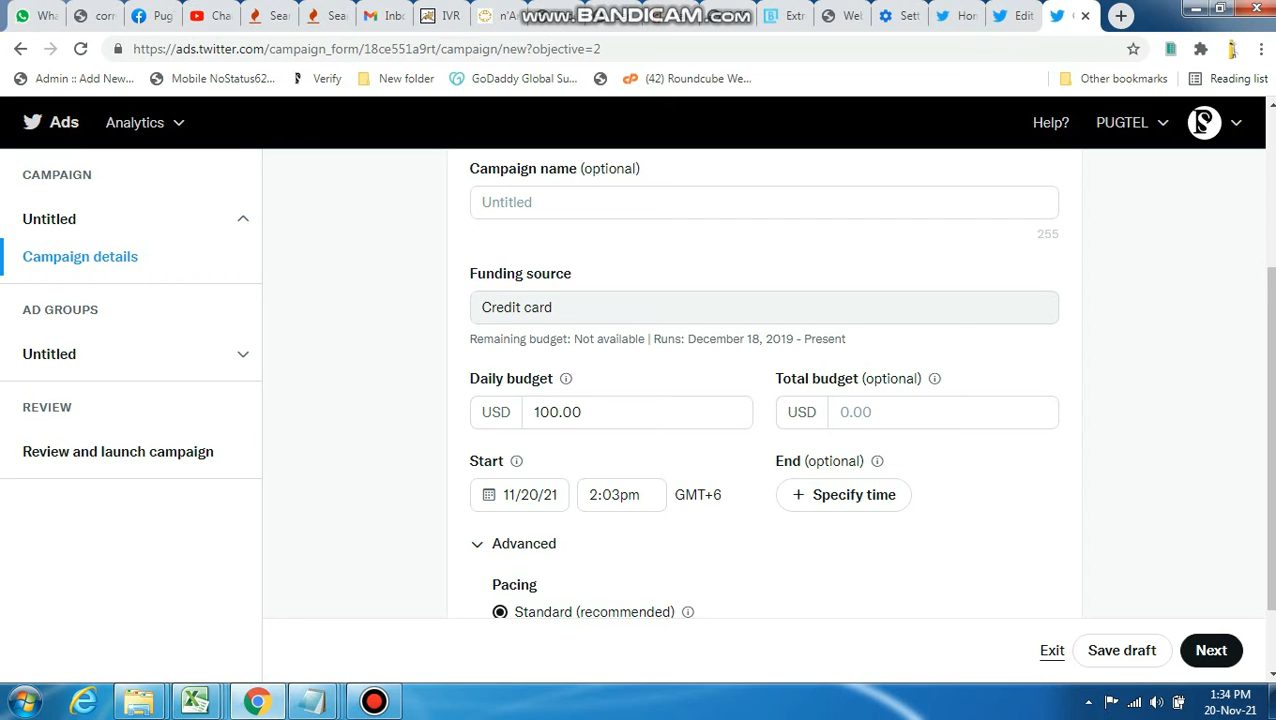 corr
Pug
Cha
Sear
Sea
Inbo
IVR
n'A
www.BANDICAM.com
Ext
Wel
Sett
Hor
Edit
https://ads.twitter.com/campaign_form/18ce551a9rt/campaign/new?objective=2
Admin :: Add New...
Mobile NoStatus62...
Verify
New folder
GoDaddy Global Su...
(42) Roundcube We...
Other bookmarks
Reading list
Ads
Analytics
Help?
PUGTEL
CAMPAIGN
Untitled
Campaign details
AD GROUPS
Untitled
REVIEW
Review and launch campaign
Campaign name (optional)
Untitled
255
Funding source
Credit card
Remaining budget: Not available | Runs: December 18, 2019 - Present
Daily budget
Total budget (optional)
USD 100.00
USD 0.00
Start
End (optional)
11/20/21 2:03pm GMT+6
+ Specify time
Advanced
Pacing
Standard (recommended)
Exit
Save draft
Next
1:34 PM
20-Nov-21